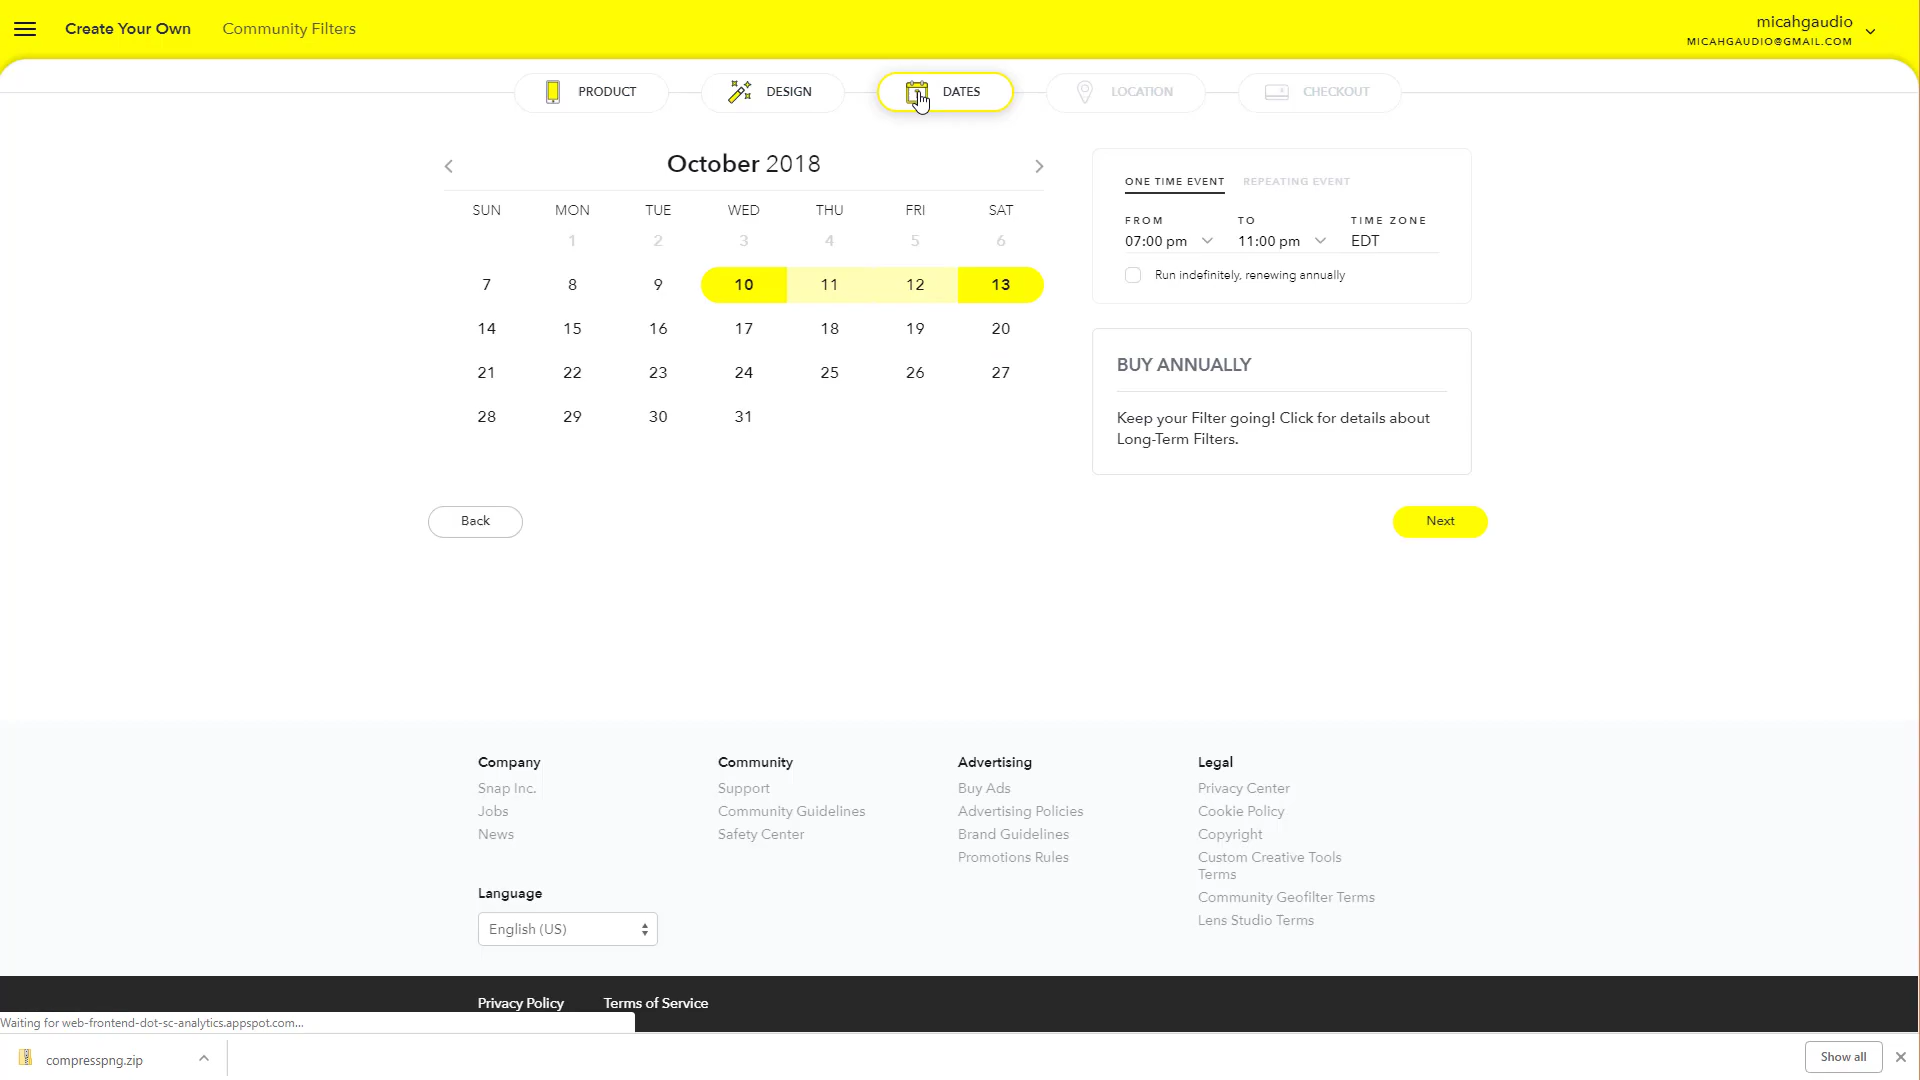 Create Your Own
Community Filters
micahgaudio
MICAHGAUDIO@GMAIL.COM
PRODUCT
DESIGN
DATES
LOCATION
CHECKOUT
October 2018
SUN MON TUE WED THU FRI SAT
1 2 3 4 5 6
7 8 9 10 11 12 13
14 15 16 17 18 19 20
21 22 23 24 25 26 27
28 29 30 31
ONE TIME EVENT REPEATING EVENT
FROM TO TIME ZONE
07:00 pm 11:00 pm EDT
Run indefinitely, renewing annually
BUY ANNUALLY
Keep your Filter going! Click for details about
Long-Term Filters.
Back
Next
Company
Snap Inc.
Jobs
News
Community
Support
Community Guidelines
Safety Center
Advertising
Buy Ads
Advertising Policies
Brand Guidelines
Promotions Rules
Legal
Privacy Center
Cookie Policy
Copyright
Custom Creative Tools
Terms
Community Geofilter Terms
Lens Studio Terms
Language
English (US)
Privacy Policy
Terms of Service
Waiting for web-frontend-dot-sc-analytics.appspot.com...
compresspng.zip
Show all